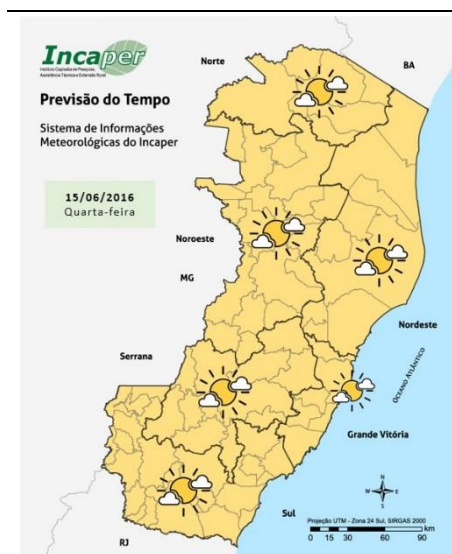 Incaper
Instituto Capixaba de Pesquisa,
Assistência Técnica e Extensão Rural
Previsão do Tempo
Sistema de Informações
Meteorológicas do Incaper
15/06/2016
Quarta-feira
Norte
BA
Noroeste
MG
Nordeste
Serrana
OCEANO ATLÂNTICO
Grande Vitória
Sul
RJ
N
W
E
S
Projeção UTM - Zona 24 Sul, SIRGAS 2000
0 15 30 60 90
km